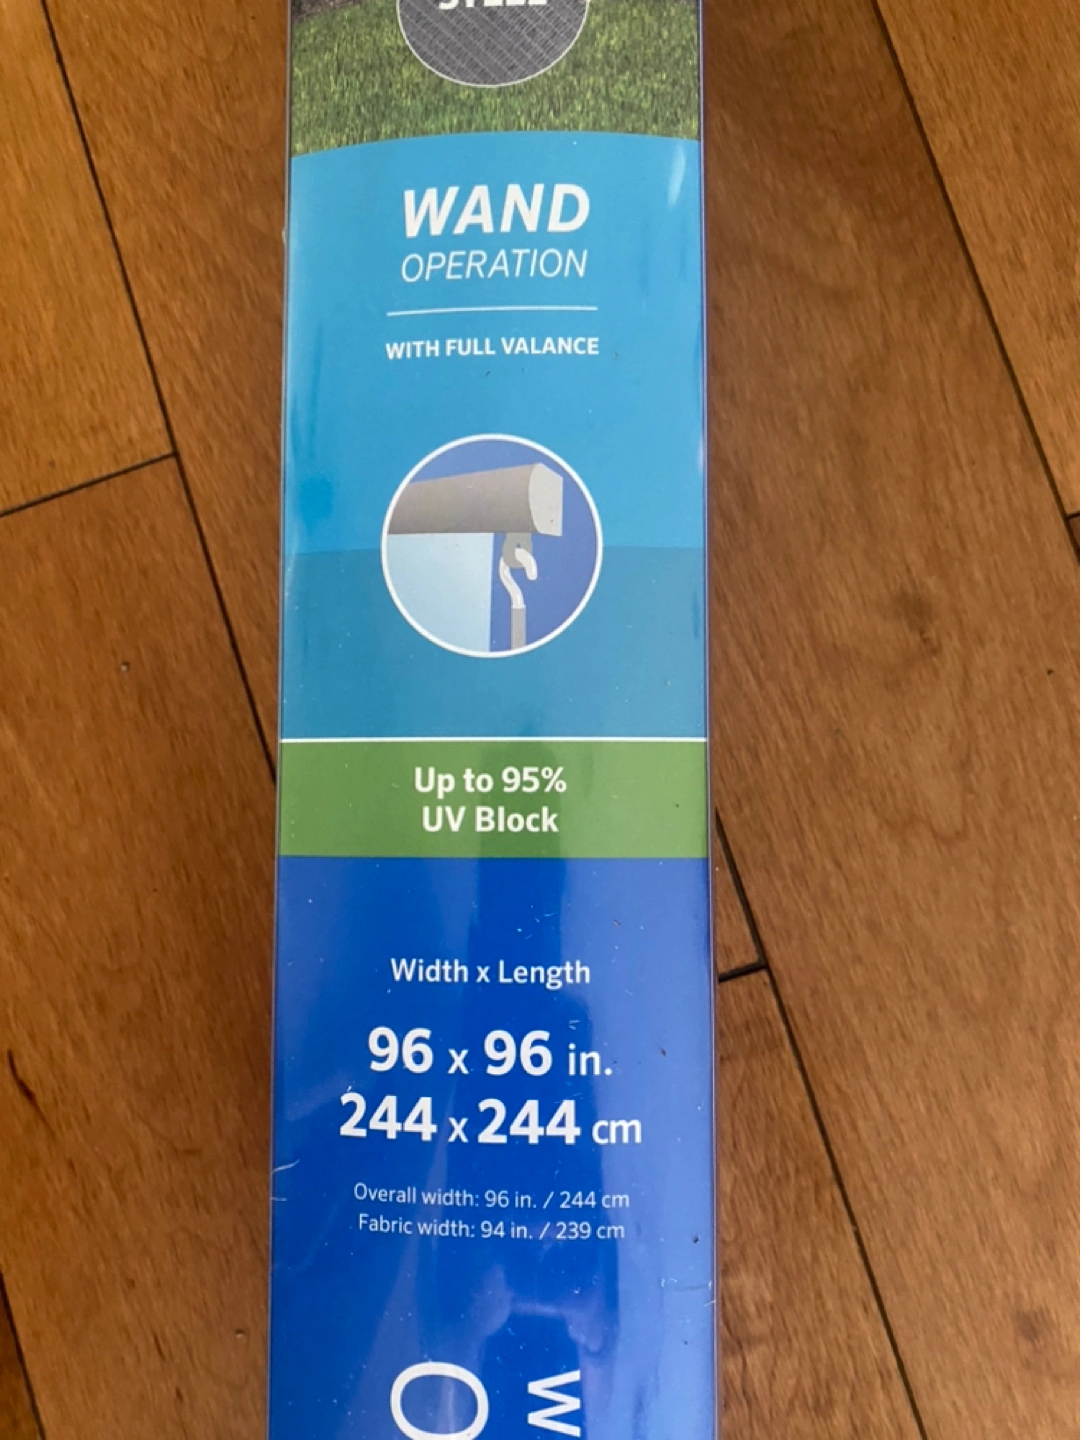 WAND
OPERATION
WITH FULL VALANCE
Up to 95%
UV Block
Width x Length
96 x 96 in.
244 x 244 cm
Overall width: 96 in. / 244 cm
Fabric width: 94 in. / 239 cm